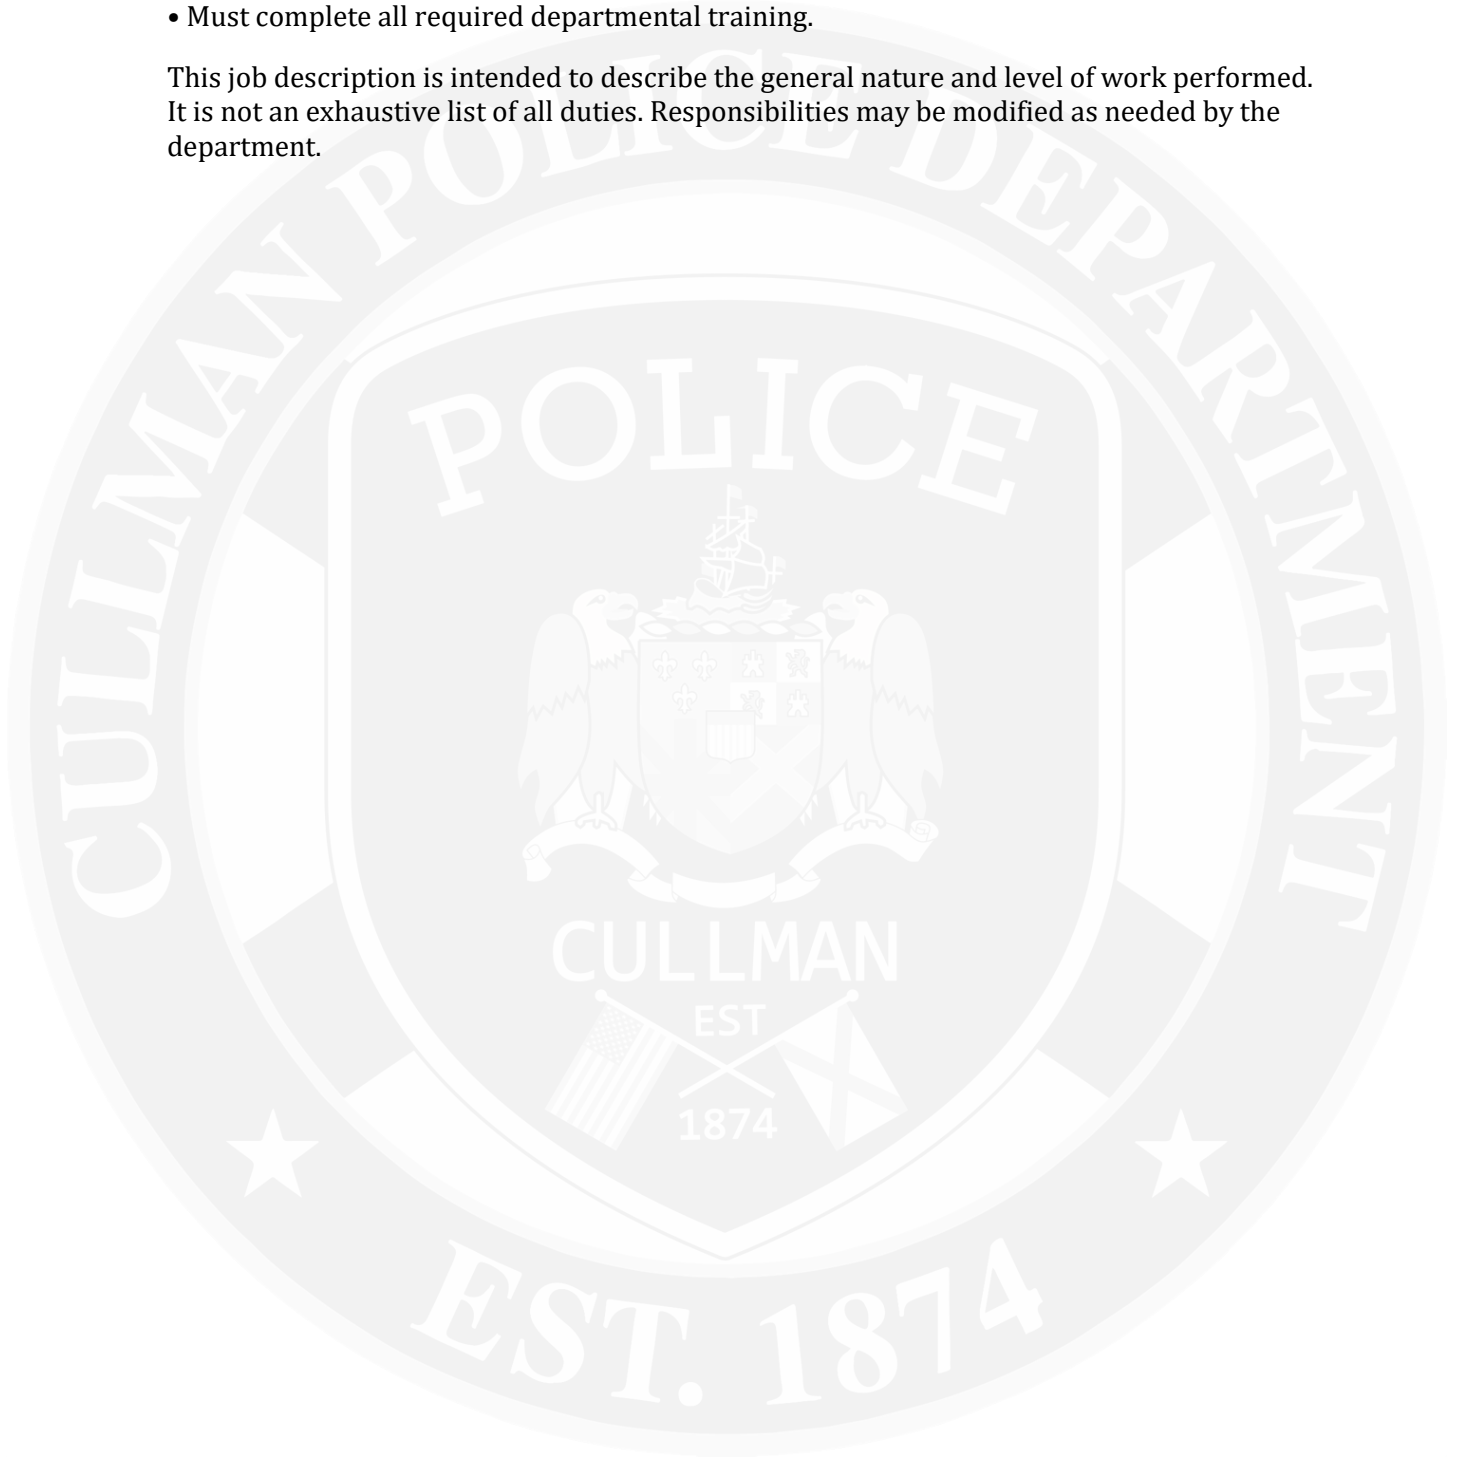 • Must complete all required departmental training.
This job description is intended to describe the general nature and level of work performed.
It is not an exhaustive list of all duties. Responsibilities may be modified as needed by the
department.
CULLMAN POLICE DEPARTMENT
POLICE
CULLMAN
EST
1874
EST. 1874